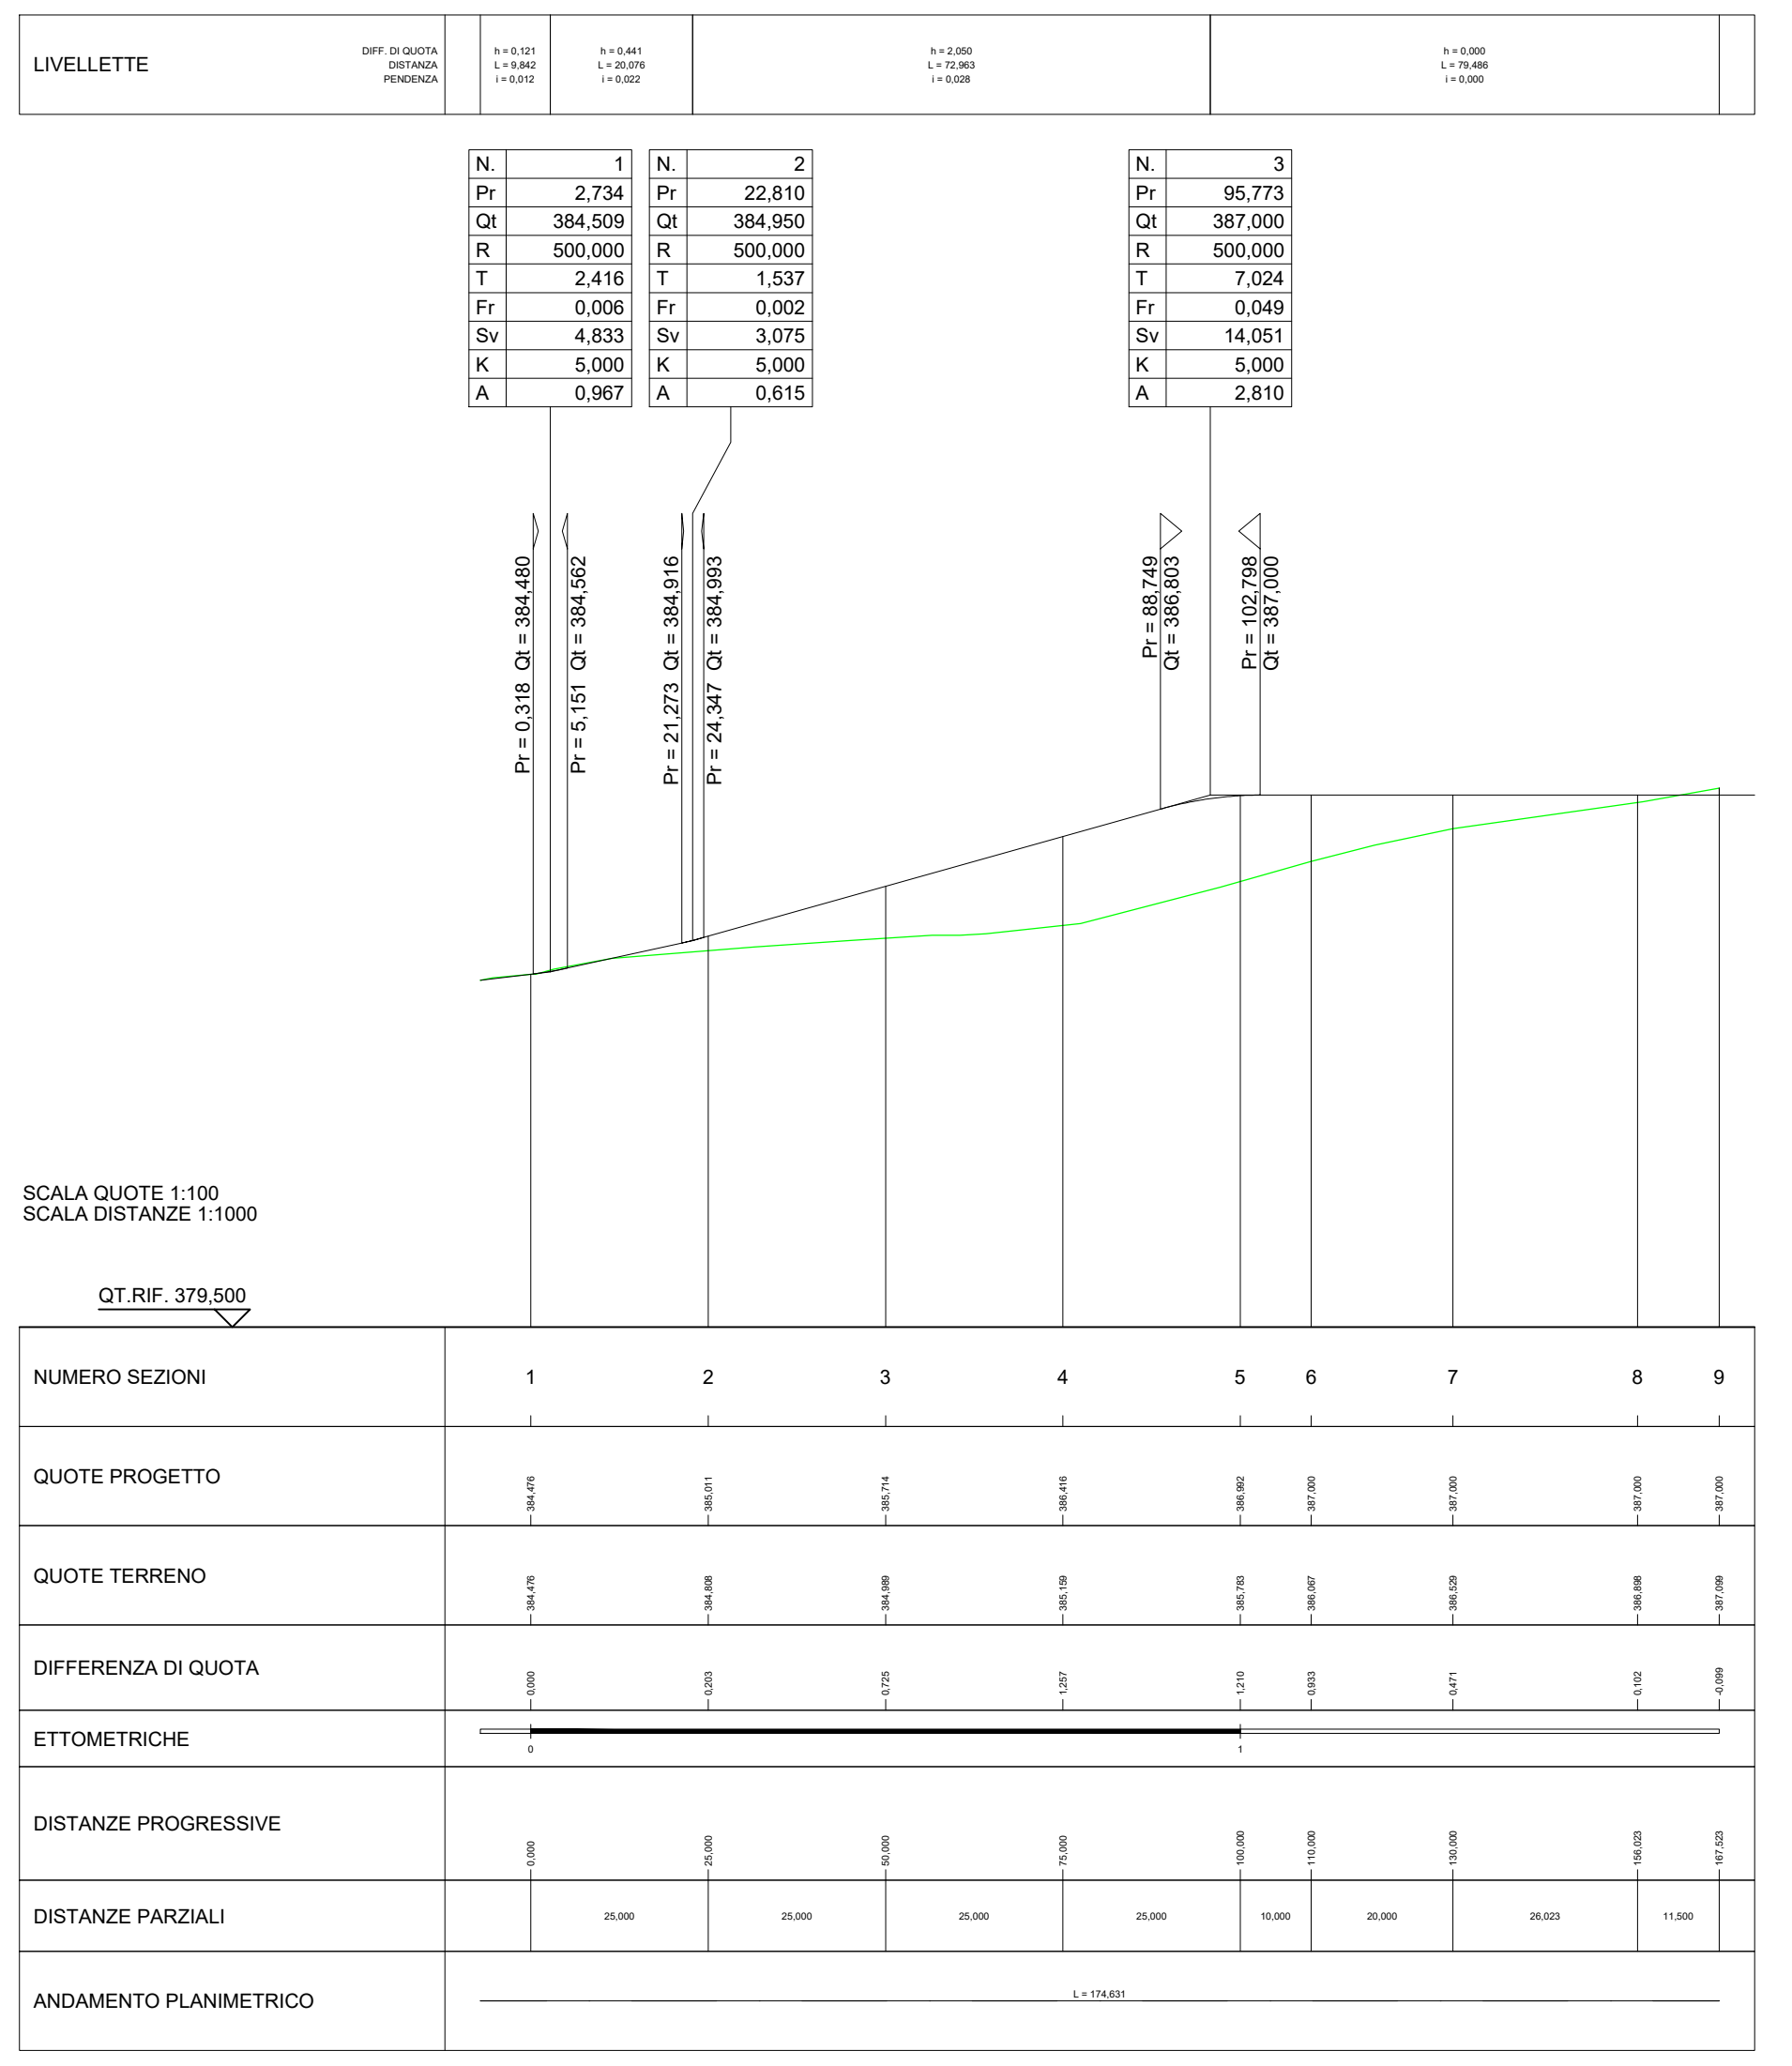 LIVELLETTE
DIFF. DI QUOTA
DISTANZA
PENDENZA
h = 0,121
L = 9,842
i = 0,012
h = 0,441
L = 20,076
i = 0,022
h = 2,050
L = 72,963
i = 0,028
h = 0,000
L = 79,486
i = 0,000
N. 1
Pr 2,734
Qt 384,509
R 500,000
T 2,416
Fr 0,006
Sv 4,833
K 5,000
A 0,967
N. 2
Pr 22,810
Qt 384,950
R 500,000
T 1,537
Fr 0,002
Sv 3,075
K 5,000
A 0,615
N. 3
Pr 95,773
Qt 387,000
R 500,000
T 7,024
Fr 0,049
Sv 14,051
K 5,000
A 2,810
Pr = 0,318 Qt = 384,480
Pr = 5,151 Qt = 384,562
Pr = 21,273 Qt = 384,916
Pr = 24,347 Qt = 384,993
Pr = 88,749
Qt = 386,803
Pr = 102,798
Qt = 387,000
SCALA QUOTE 1:100
SCALA DISTANZE 1:1000
QT.RIF. 379,500
NUMERO SEZIONI 1 2 3 4 5 6 7 8 9
QUOTE PROGETTO 384,476 385,011 385,714 386,416 386,992 387,000 387,000 387,000 387,000
QUOTE TERRENO 384,476 384,808 384,989 385,159 385,783 386,067 386,529 386,898 387,099
DIFFERENZA DI QUOTA 0,000 0,203 0,725 1,257 1,210 0,933 0,471 0,102 -0,099
ETTOMETRICHE 0 1
DISTANZE PROGRESSIVE 0,000 25,000 50,000 75,000 100,000 110,000 130,000 156,023 167,523
DISTANZE PARZIALI 25,000 25,000 25,000 25,000 10,000 20,000 26,023 11,500
ANDAMENTO PLANIMETRICO L = 174,631